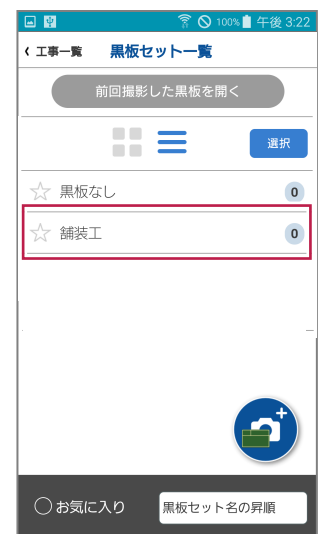 100% 午後 3:22
< 工事一覧 黒板セット一覧
前回撮影した黒板を開く
選択
黒板なし 0
舗装工 0
お気に入り 黒板セット名の昇順